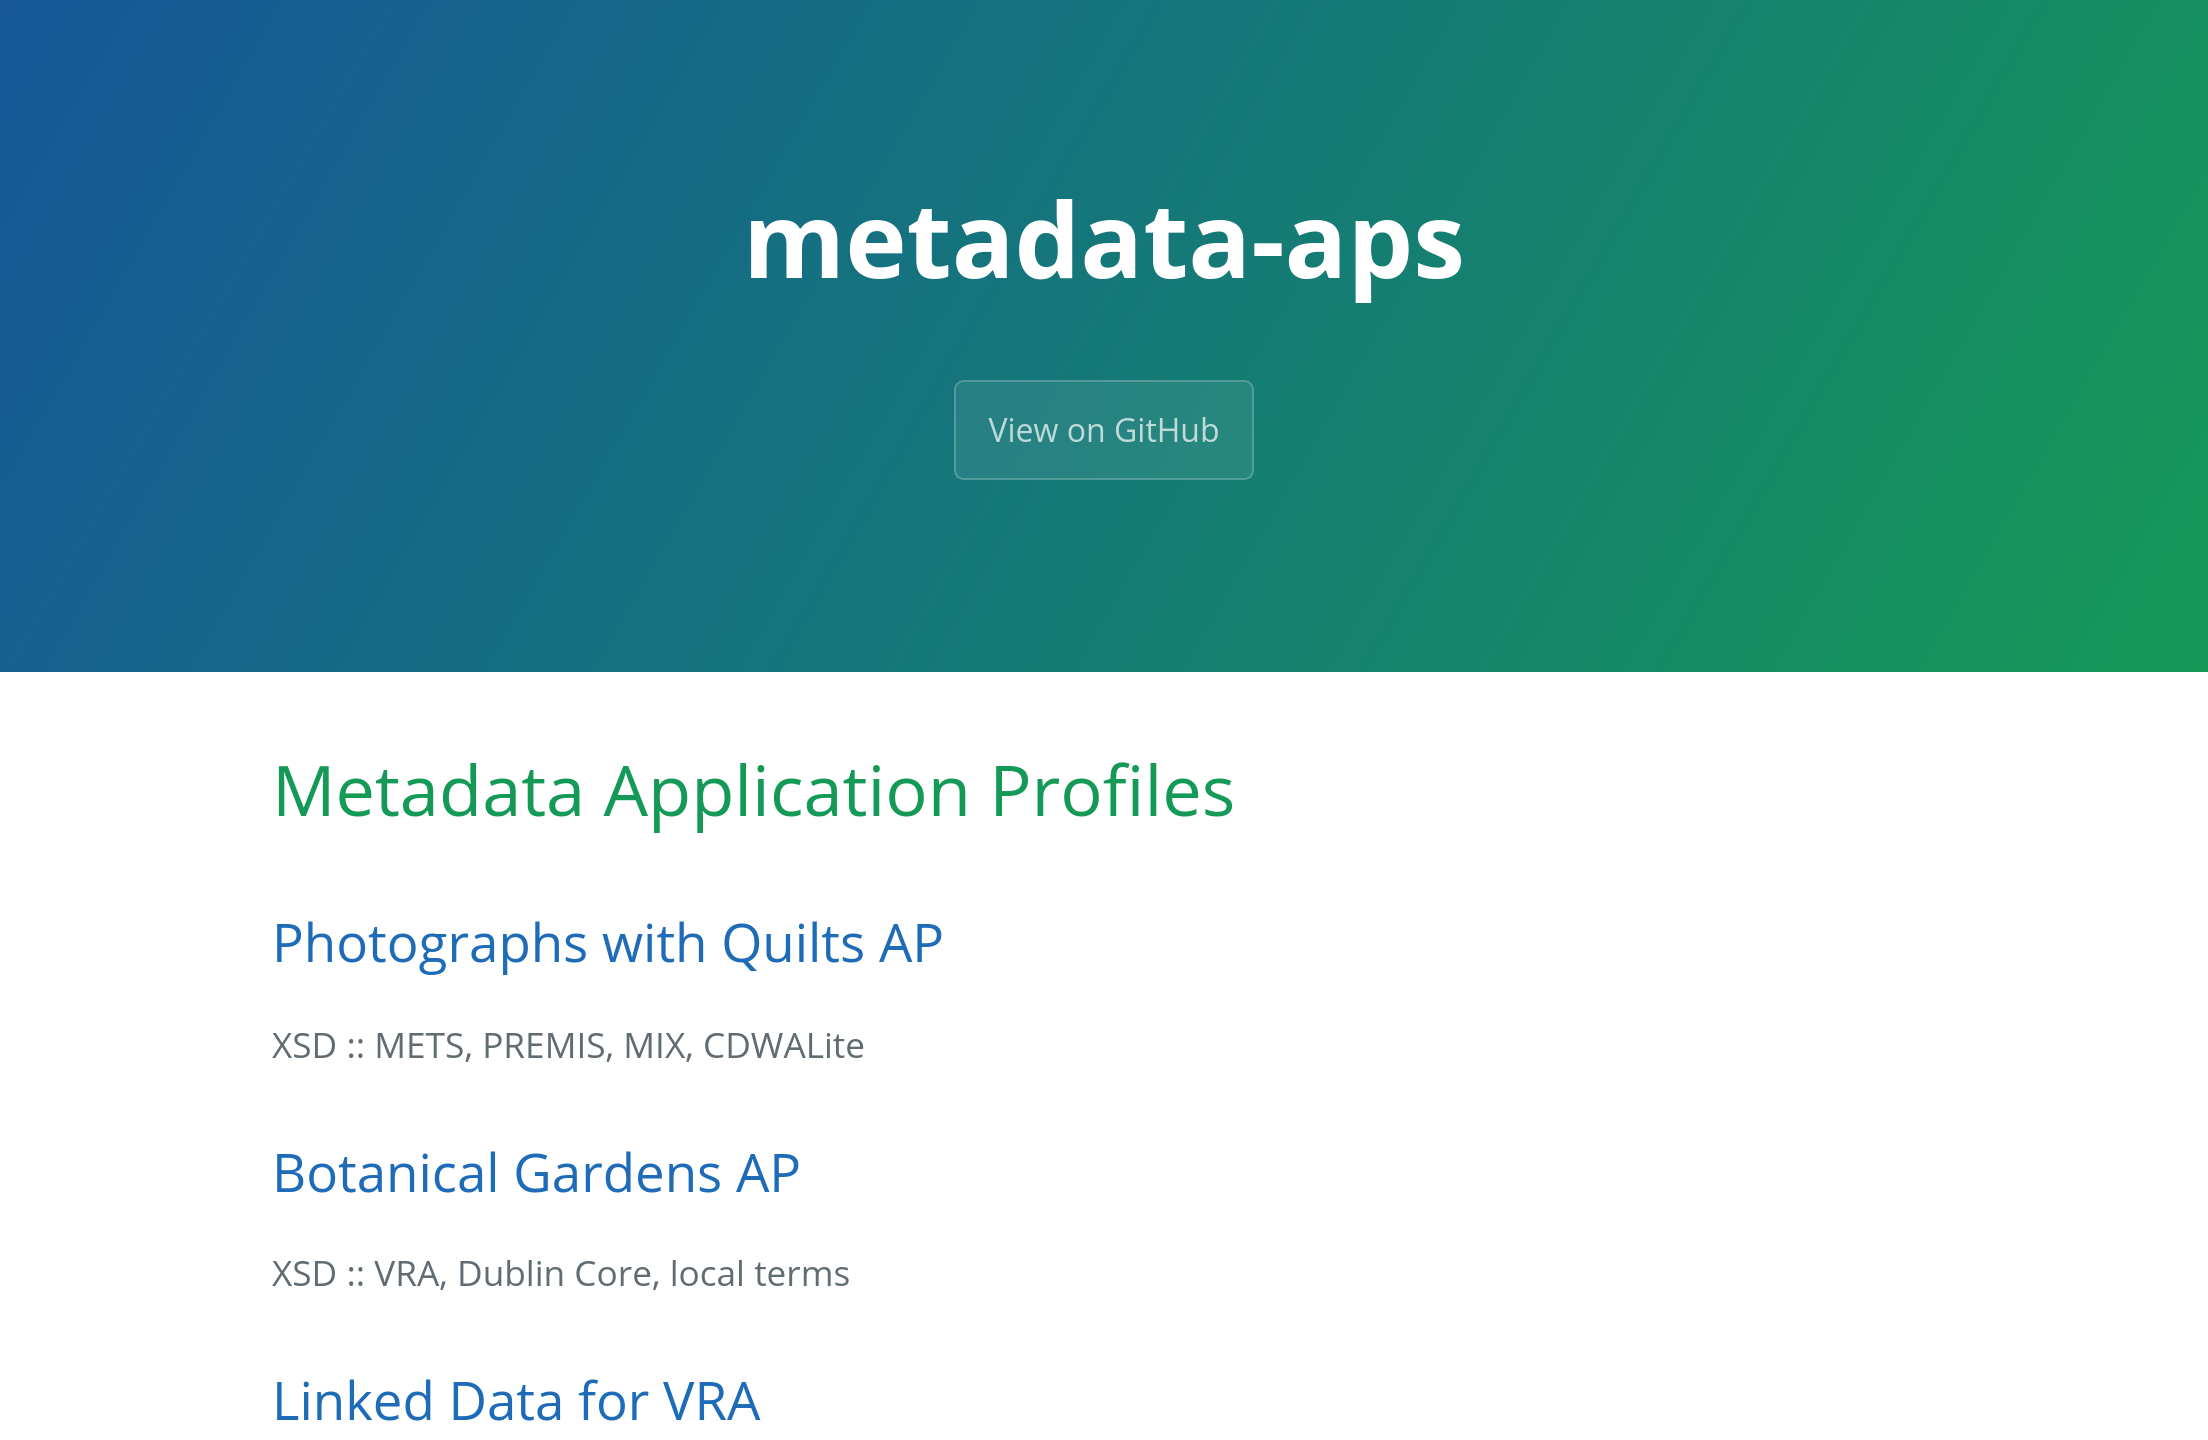 metadata-aps
View on GitHub
Metadata Application Profiles
Photographs with Quilts AP
XSD :: METS, PREMIS, MIX, CDWALite
Botanical Gardens AP
XSD :: VRA, Dublin Core, local terms
Linked Data for VRA